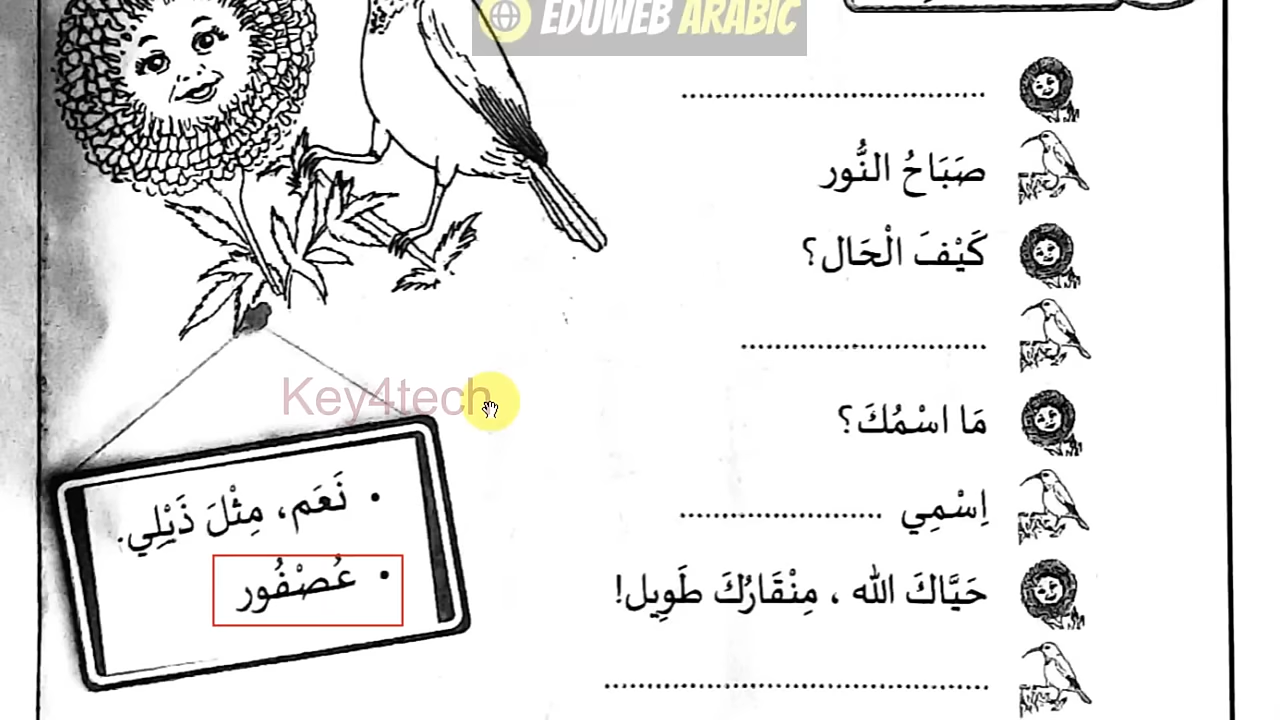 EDUWEB ARABIC
................................
صَبَاحُ النُّور
كَيْفَ الْحَال؟
................................
مَا اسْمُكَ؟
اِسْمِي ........................
حَيَّاكَ الله ، مِنْقَارُكَ طَوِيل!
................................
Key4tech
• نَعَم، مِثْلَ ذَيْلِي.
• عُصْفُور